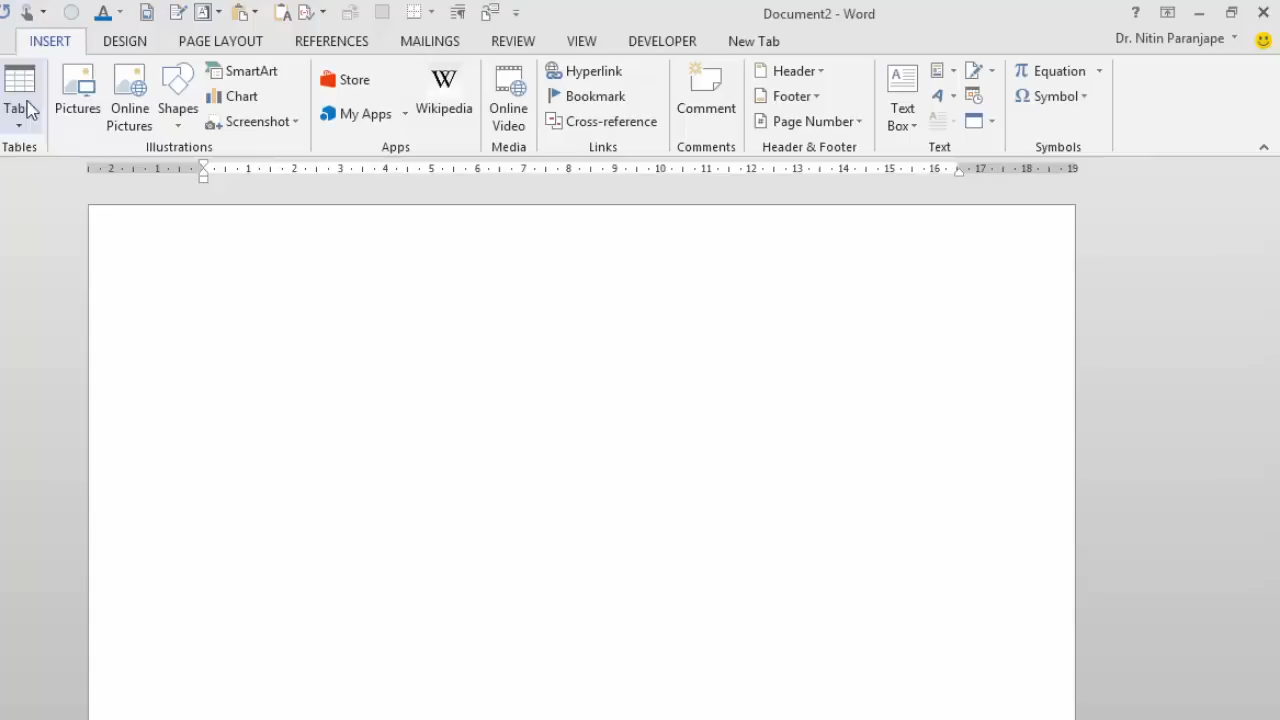 Document2 - Word
?
INSERT DESIGN PAGE LAYOUT REFERENCES MAILINGS REVIEW VIEW DEVELOPER New Tab Dr. Nitin Paranjape
Table Pictures Online Pictures Shapes SmartArt
Chart
Screenshot
Store
My Apps
W
Wikipedia
Online Video
Hyperlink
Bookmark
Cross-reference
Comment
Header
Footer
# Page Number
A
Text Box
π Equation
Ω Symbol
Tables Illustrations Apps Media Links Comments Header & Footer Text Symbols
2 1 1 2 3 4 5 6 7 8 9 10 11 12 13 14 15 16 17 18 19